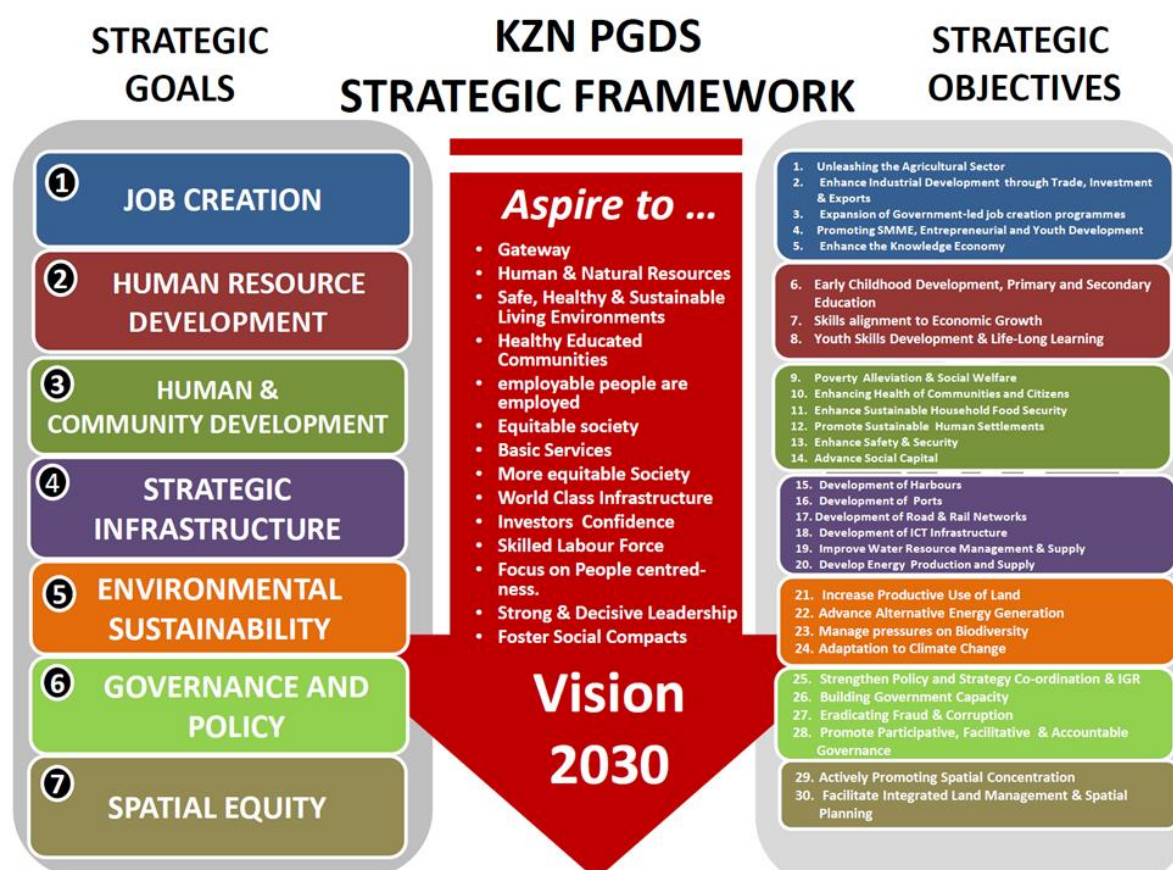 STRATEGIC
GOALS
KZN PGDS
STRATEGIC FRAMEWORK
STRATEGIC
OBJECTIVES
1
JOB CREATION
2
HUMAN RESOURCE
DEVELOPMENT
3
HUMAN &
COMMUNITY DEVELOPMENT
4
STRATEGIC
INFRASTRUCTURE
5
ENVIRONMENTAL
SUSTAINABILITY
6
GOVERNANCE AND
POLICY
7
SPATIAL EQUITY
Aspire to ...
• Gateway
• Human & Natural Resources
• Safe, Healthy & Sustainable
Living Environments
• Healthy Educated
Communities
• employable people are
employed
• Equitable society
• Basic Services
• More equitable Society
• World Class Infrastructure
• Investors Confidence
• Skilled Labour Force
• Focus on People centred-
ness.
• Strong & Decisive Leadership
• Foster Social Compacts
Vision
2030
1. Unleashing the Agricultural Sector
2. Enhance Industrial Development through Trade, Investment
& Exports
3. Expansion of Government-led job creation programmes
4. Promoting SMME, Entrepreneurial and Youth Development
5. Enhance the Knowledge Economy
6. Early Childhood Development, Primary and Secondary
Education
7. Skills alignment to Economic Growth
8. Youth Skills Development & Life-Long Learning
9. Poverty Alleviation & Social Welfare
10. Enhancing Health of Communities and Citizens
11. Enhance Sustainable Household Food Security
12. Promote Sustainable Human Settlements
13. Enhance Safety & Security
14. Advance Social Capital
15. Development of Harbours
16. Development of Ports
17. Development of Road & Rail Networks
18. Development of ICT Infrastructure
19. Improve Water Resource Management & Supply
20. Develop Energy Production and Supply
21. Increase Productive Use of Land
22. Advance Alternative Energy Generation
23. Manage pressures on Biodiversity
24. Adaptation to Climate Change
25. Strengthen Policy and Strategy Co-ordination & IGR
26. Building Government Capacity
27. Eradicating Fraud & Corruption
28. Promote Participative, Facilitative & Accountable
Governance
29. Actively Promoting Spatial Concentration
30. Facilitate Integrated Land Management & Spatial
Planning